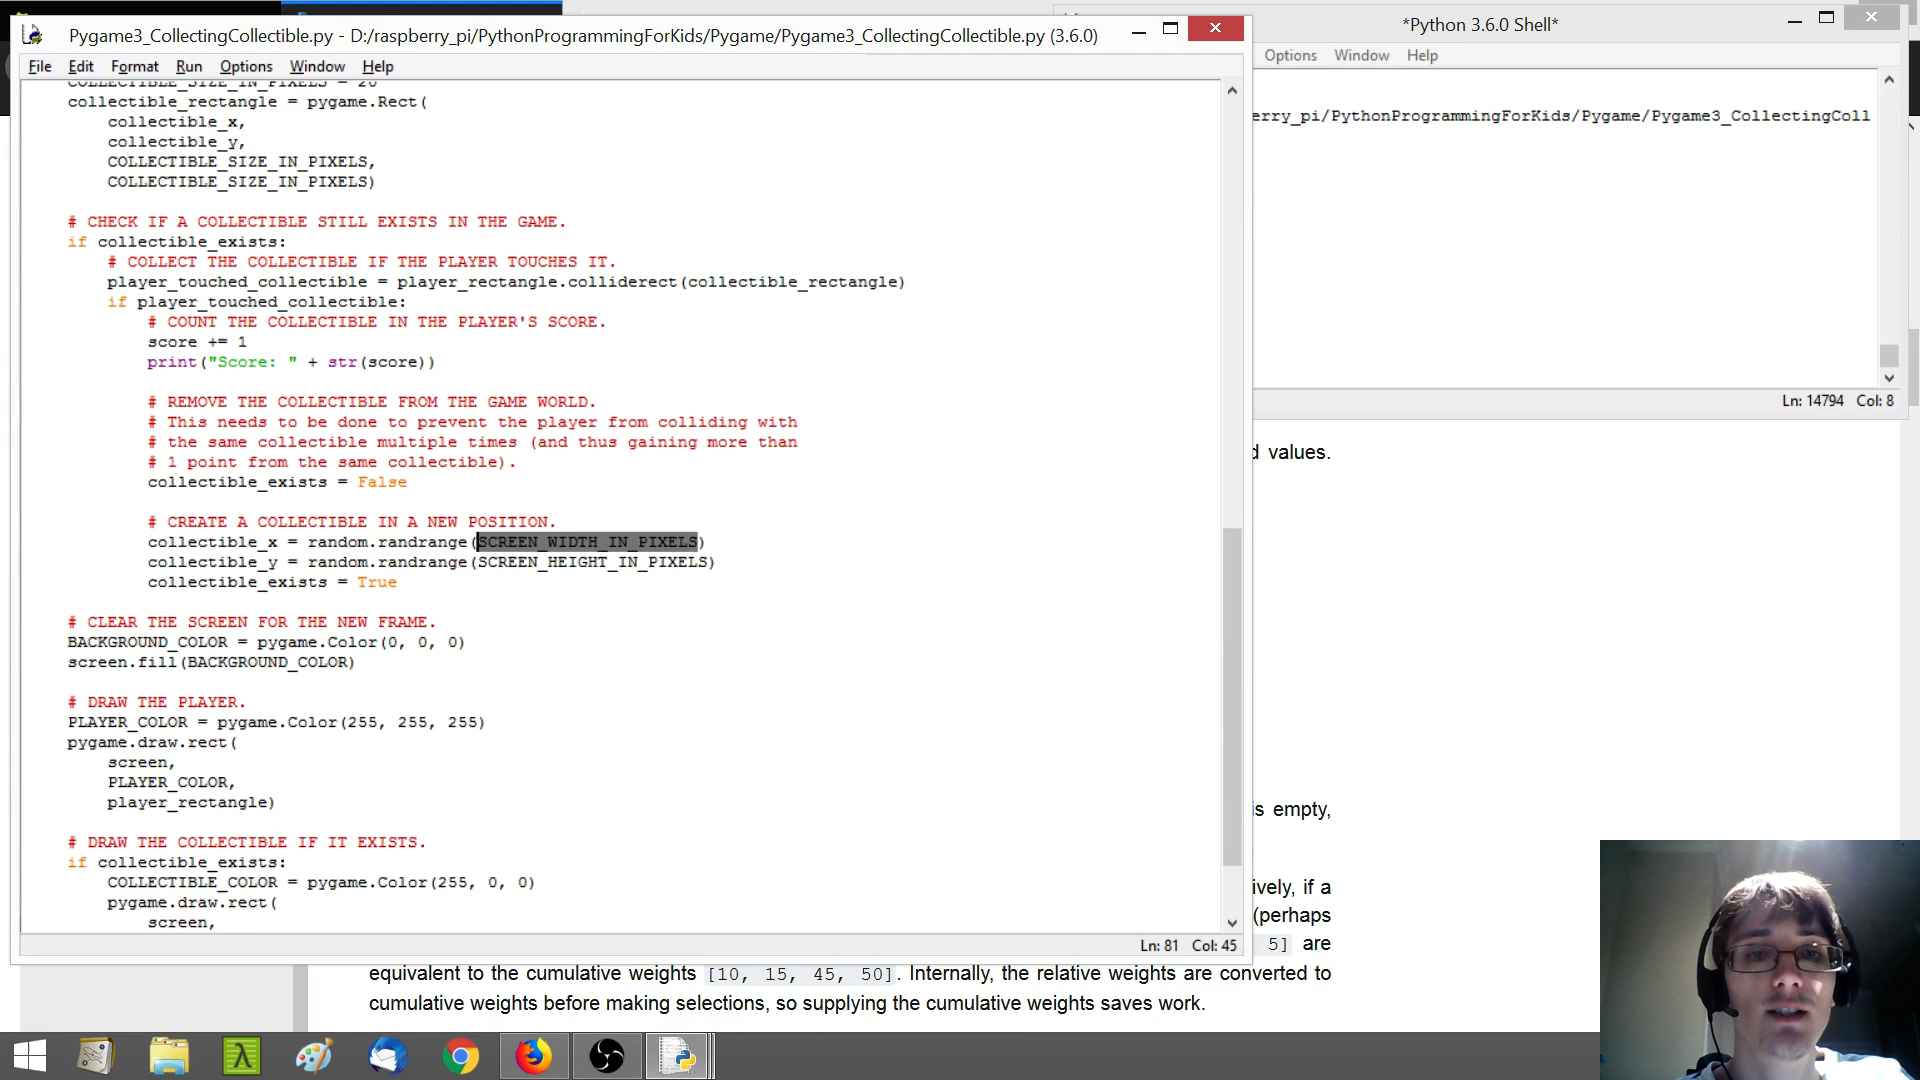 Pygame3_CollectingCollectible.py - D:/raspberry_pi/PythonProgrammingForKids/Pygame/Pygame3_CollectingCollectible.py (3.6.0)
File Edit Format Run Options Window Help
COLLECTIBLE_SIZE_IN_PIXELS = 20
collectible_rectangle = pygame.Rect(
collectible_x,
collectible_y,
COLLECTIBLE_SIZE_IN_PIXELS,
COLLECTIBLE_SIZE_IN_PIXELS)
# CHECK IF A COLLECTIBLE STILL EXISTS IN THE GAME.
if collectible_exists:
# COLLECT THE COLLECTIBLE IF THE PLAYER TOUCHES IT.
player_touched_collectible = player_rectangle.colliderect(collectible_rectangle)
if player_touched_collectible:
# COUNT THE COLLECTIBLE IN THE PLAYER'S SCORE.
score += 1
print("Score: " + str(score))
# REMOVE THE COLLECTIBLE FROM THE GAME WORLD.
# This needs to be done to prevent the player from colliding with
# the same collectible multiple times (and thus gaining more than
# 1 point from the same collectible).
collectible_exists = False
# CREATE A COLLECTIBLE IN A NEW POSITION.
collectible_x = random.randrange(SCREEN_WIDTH_IN_PIXELS)
collectible_y = random.randrange(SCREEN_HEIGHT_IN_PIXELS)
collectible_exists = True
# CLEAR THE SCREEN FOR THE NEW FRAME.
BACKGROUND_COLOR = pygame.Color(0, 0, 0)
screen.fill(BACKGROUND_COLOR)
# DRAW THE PLAYER.
PLAYER_COLOR = pygame.Color(255, 255, 255)
pygame.draw.rect(
screen,
PLAYER_COLOR,
player_rectangle)
# DRAW THE COLLECTIBLE IF IT EXISTS.
if collectible_exists:
COLLECTIBLE_COLOR = pygame.Color(255, 0, 0)
pygame.draw.rect(
screen,
Ln: 81 Col: 45
*Python 3.6.0 Shell*
Options Window Help
erry_pi/PythonProgrammingForKids/Pygame/Pygame3_CollectingColl
Ln: 14794 Col: 8
d values.
is empty,
ively, if a
(perhaps
5] are
equivalent to the cumulative weights [10, 15, 45, 50]. Internally, the relative weights are converted to
cumulative weights before making selections, so supplying the cumulative weights saves work.